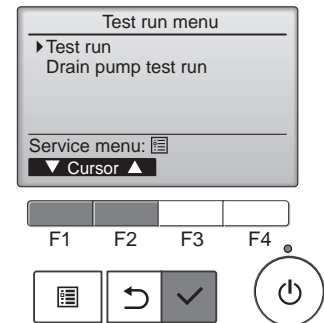 Test run menu
Test run
Drain pump test run
Service menu:
Cursor
F1 F2 F3 F4